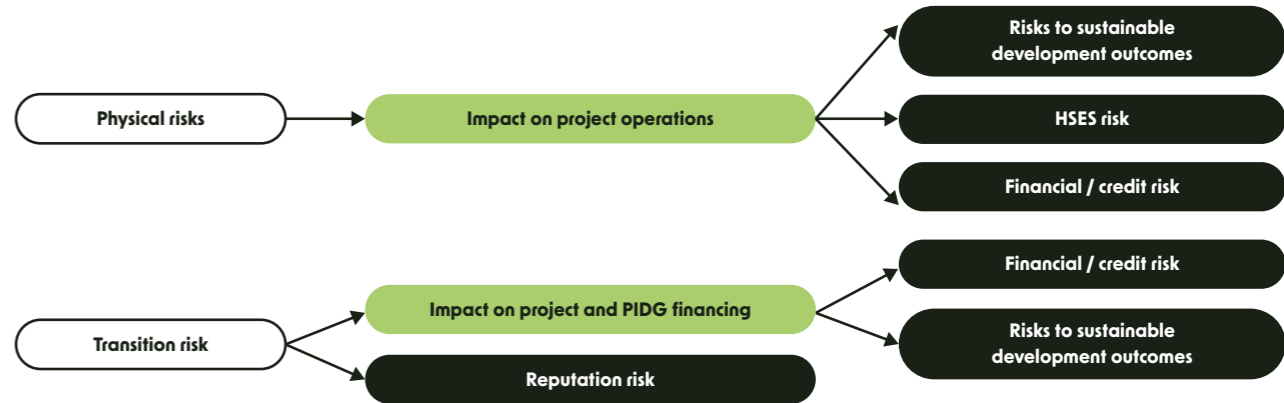 Risks to sustainable
development outcomes
Physical risks
Impact on project operations
HSES risk
Financial / credit risk
Financial / credit risk
Impact on project and PIDG financing
Transition risk
Risks to sustainable
development outcomes
Reputation risk